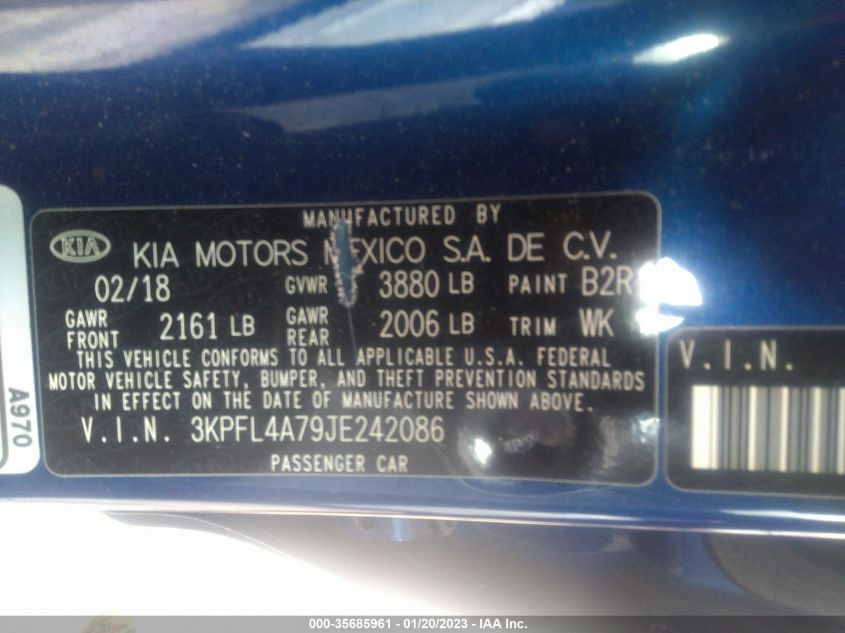 MANUFACTURED BY
KIA KIA MOTORS MEXICO S.A. DE C.V.
02/18 GVWR 3880 LB PAINT B2R
GAWR FRONT 2161 LB GAWR REAR 2006 LB TRIM WK
THIS VEHICLE CONFORMS TO ALL APPLICABLE U.S.A. FEDERAL
MOTOR VEHICLE SAFETY, BUMPER, AND THEFT PREVENTION STANDARDS
IN EFFECT ON THE DATE OF MANUFACTURE SHOWN ABOVE.
V.I.N. 3KPFL4A79JE242086
PASSENGER CAR
V.I.N.
A970
000-35685961 - 01/20/2023 - IAA Inc.